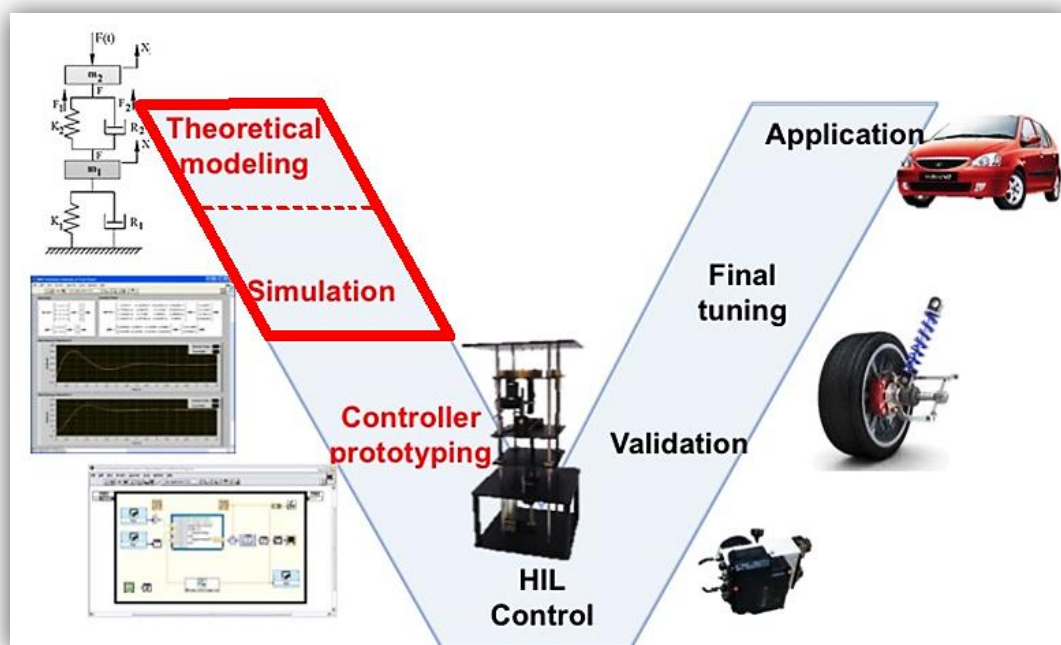 F(t)
X
m2
F
F1
F2
K2
R2
F
X
m1
K1
R1
Theoretical
modeling
Simulation
Controller
prototyping
HIL
Control
Validation
Final
tuning
Application